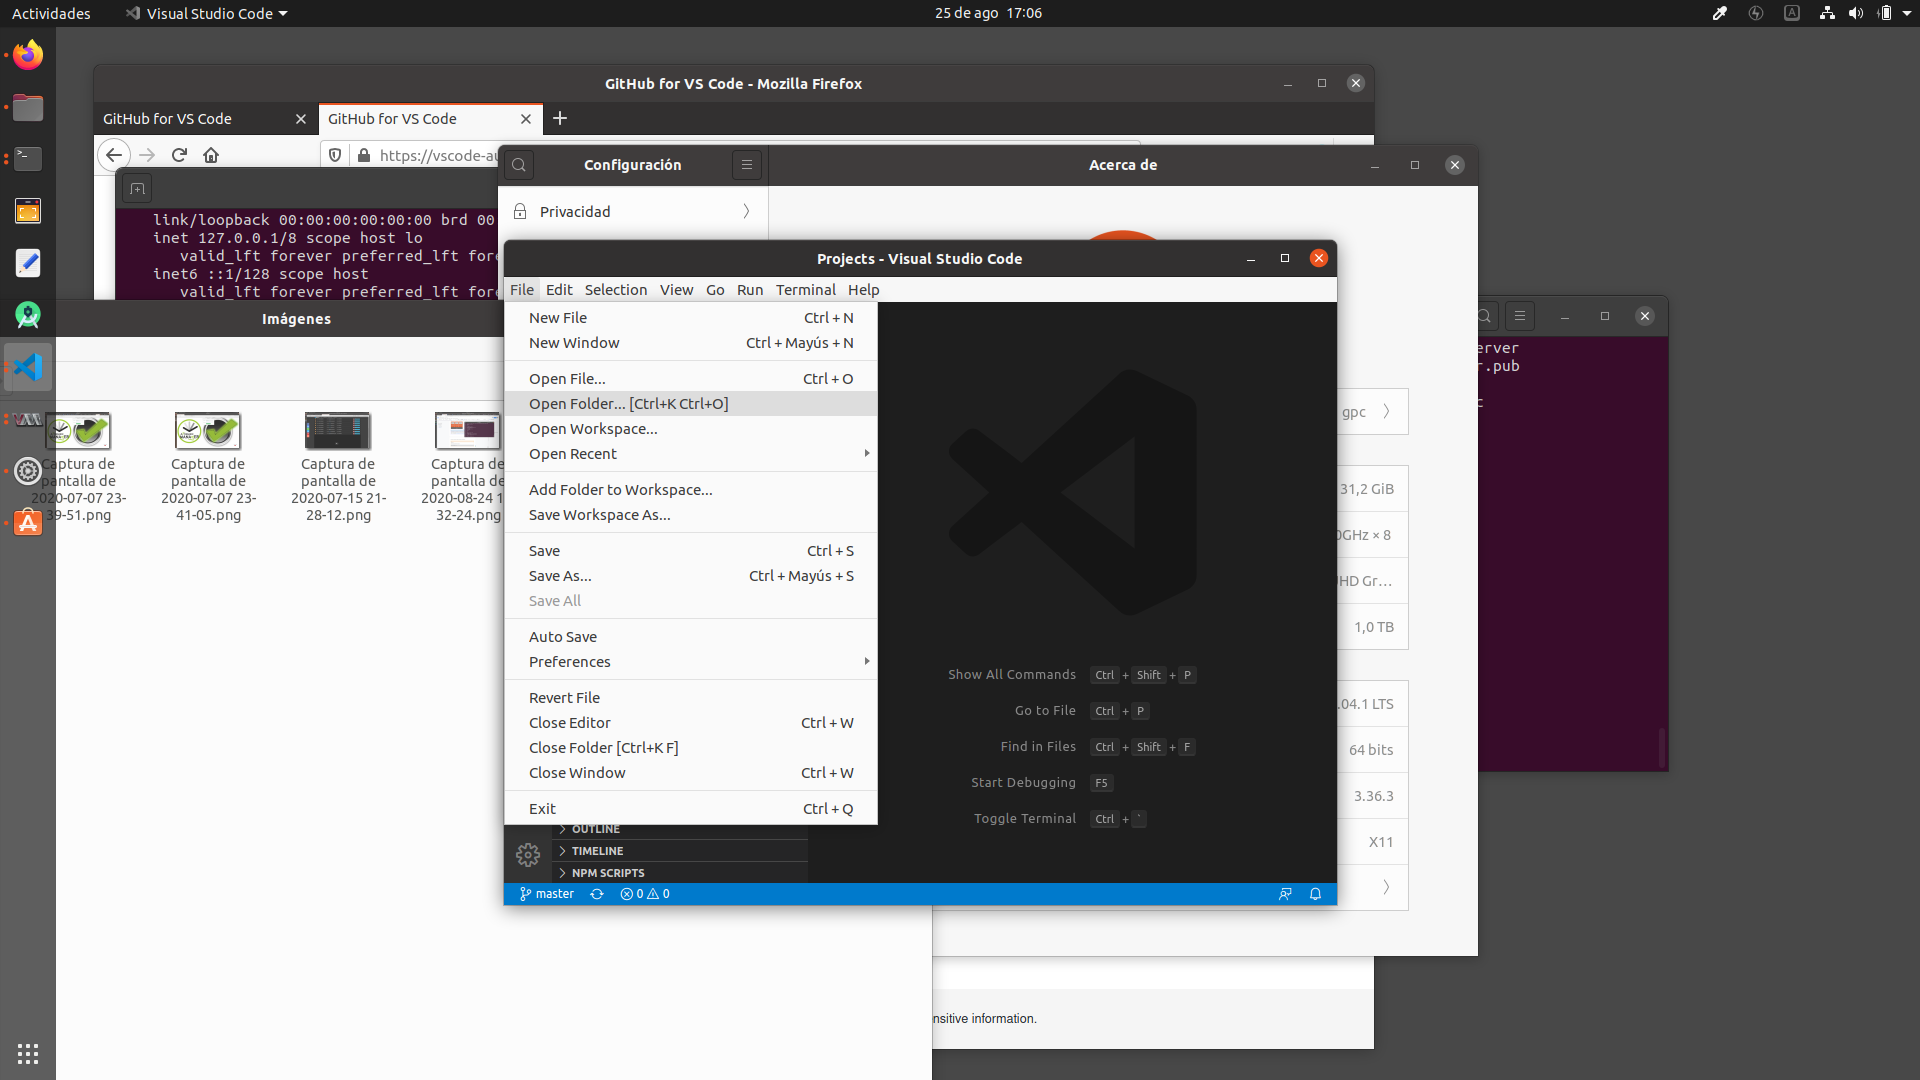 Actividades
Visual Studio Code
25 de ago 17:06
GitHub for VS Code - Mozilla Firefox
GitHub for VS Code
GitHub for VS Code
https://vscode-au
Configuración
Acerca de
Privacidad
link/loopback 00:00:00:00:00:00 brd 00
inet 127.0.0.1/8 scope host lo
valid_lft forever preferred_lft fore
inet6 ::1/128 scope host
valid_lft forever preferred_lft fore
Imágenes
Captura de pantalla de 2020-07-07 23-39-51.png
Captura de pantalla de 2020-07-07 23-41-05.png
Captura de pantalla de 2020-07-15 21-28-12.png
Captura de pantalla de 2020-08-24 1
32-24.png
Projects - Visual Studio Code
File Edit Selection View Go Run Terminal Help
New File Ctrl + N
New Window Ctrl + Mayús + N
Open File... Ctrl + O
Open Folder... [Ctrl+K Ctrl+O]
Open Workspace...
Open Recent
Add Folder to Workspace...
Save Workspace As...
Save Ctrl + S
Save As... Ctrl + Mayús + S
Save All
Auto Save
Preferences
Revert File
Close Editor Ctrl + W
Close Folder [Ctrl+K F]
Close Window Ctrl + W
Exit Ctrl + Q
OUTLINE
TIMELINE
NPM SCRIPTS
Show All Commands Ctrl + Shift + P
Go to File Ctrl + P
Find in Files Ctrl + Shift + F
Start Debugging F5
Toggle Terminal Ctrl + `
master 0 0
gpc
31,2 GiB
0GHz × 8
HD Gr…
1,0 TB
.04.1 LTS
64 bits
3.36.3
X11
erver
r.pub
c
nsitive information.